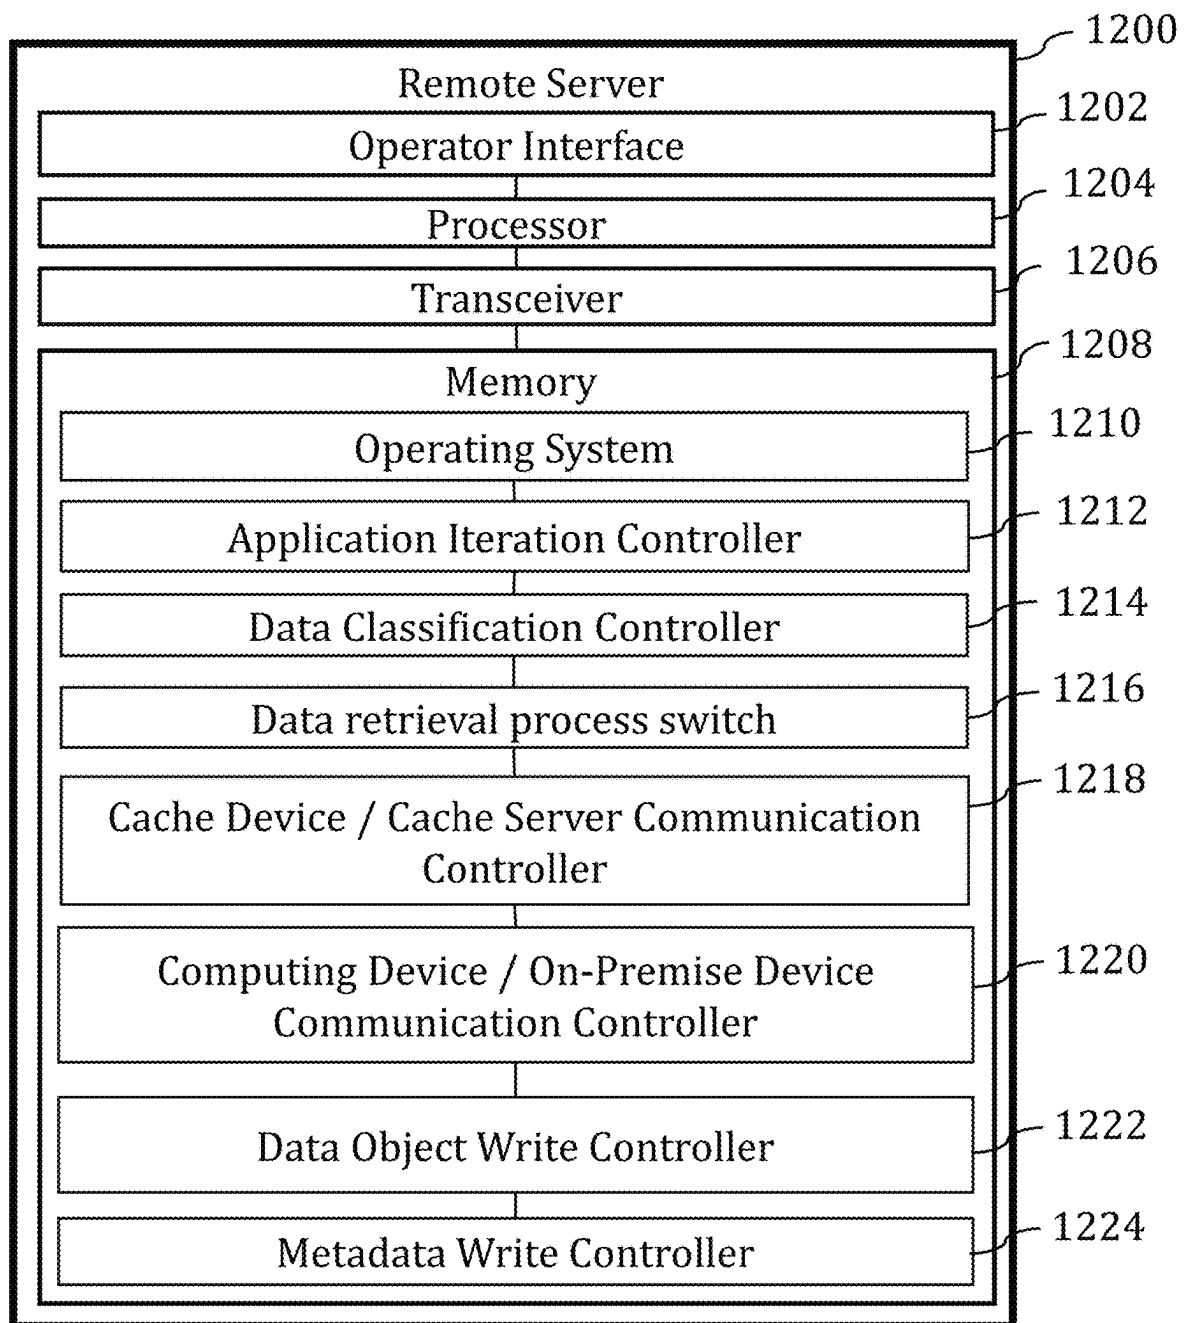 1200
Remote Server
1202
Operator Interface
1204
Processor
1206
Transceiver
1208
Memory
1210
Operating System
1212
Application Iteration Controller
1214
Data Classification Controller
1216
Data retrieval process switch
1218
Cache Device / Cache Server Communication
Controller
1220
Computing Device / On-Premise Device
Communication Controller
1222
Data Object Write Controller
1224
Metadata Write Controller